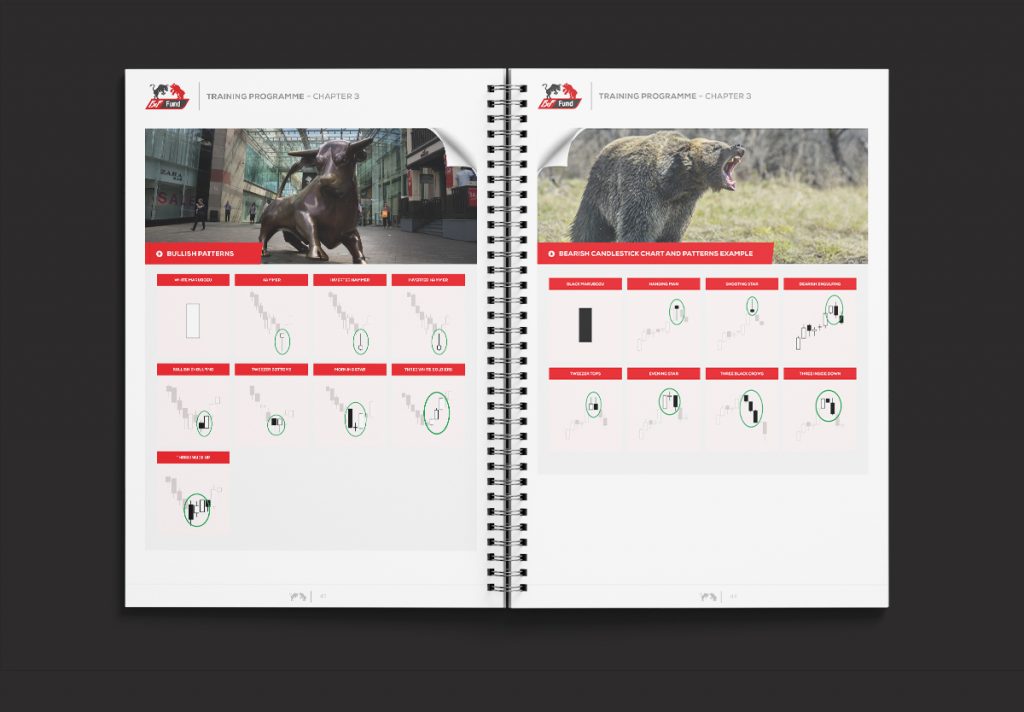 Fund
TRAINING PROGRAMME – CHAPTER 3
ZARA
SALE
BULLISH PATTERNS
WHITE MARUBOZU
HAMMER
INVERTED HAMMER
INVERTED HAMMER
BULLISH ENGULFING
TWEEZER BOTTOMS
MORNING STAR
THREE WHITE SOLDIERS
THREE INSIDE UP
Fund
TRAINING PROGRAMME – CHAPTER 3
BEARISH CANDLESTICK CHART AND PATTERNS EXAMPLE
BLACK MARUBOZU
HANGING MAN
SHOOTING STAR
BEARISH ENGULFING
TWEEZER TOPS
EVENING STAR
THREE BLACK CROWS
THREE INSIDE DOWN